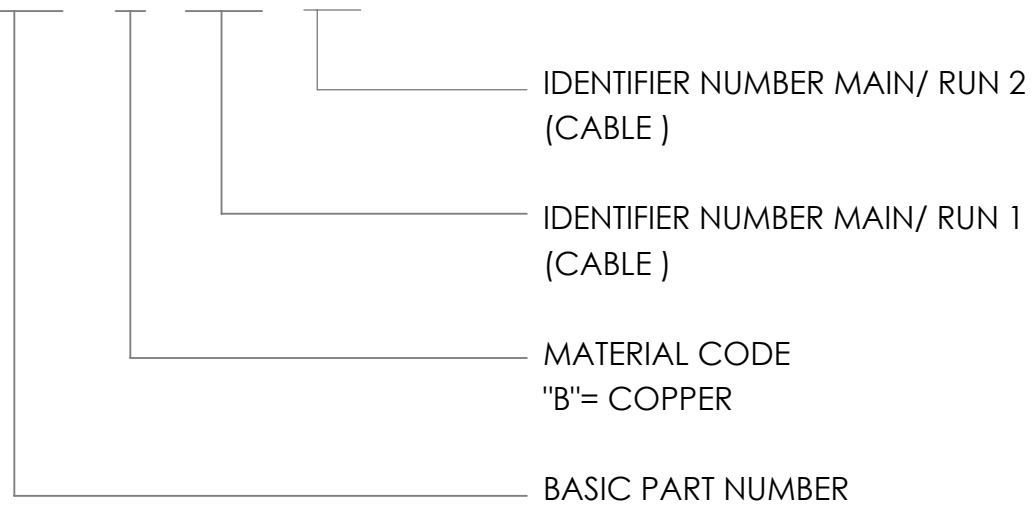 IDENTIFIER NUMBER MAIN/ RUN 2
(CABLE )
IDENTIFIER NUMBER MAIN/ RUN 1
(CABLE )
MATERIAL CODE
"B"= COPPER
BASIC PART NUMBER